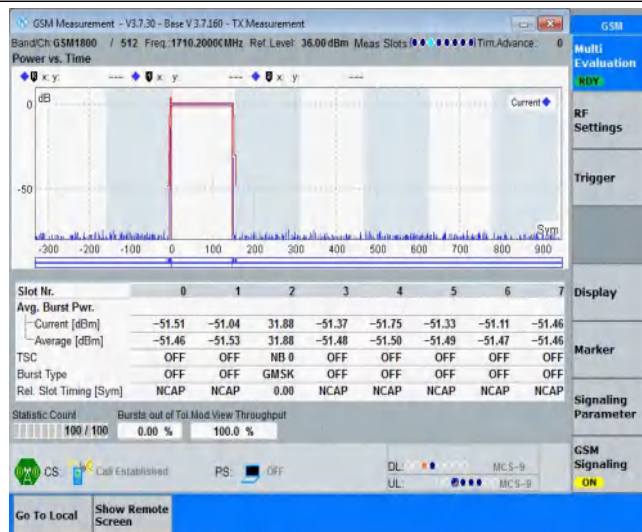 GSM Measurement - V3.7.30 - Base V 3.7.160 - TX Measurement
GSM
Band/Ch: GSM1800 / 512 Freq.:1710.20000 MHz Ref. Level: 36.00 dBm Meas Slots: Tim.Advance: 0
Power vs. Time
x: y: --- x y: --- x y: ---
dB
Current
0
-50
Sym
-300 -200 -100 0 100 200 300 400 500 600 700 800 900
Slot Nr. 0 1 2 3 4 5 6 7
Avg. Burst Pwr.
Current [dBm] -51.51 -51.04 31.88 -51.37 -51.75 -51.33 -51.11 -51.46
Average [dBm] -51.46 -51.53 31.88 -51.48 -51.50 -51.49 -51.47 -51.46
TSC OFF OFF NB 0 OFF OFF OFF OFF OFF
Burst Type OFF OFF GMSK OFF OFF OFF OFF OFF
Rel. Slot Timing [Sym] NCAP NCAP 0.00 NCAP NCAP NCAP NCAP NCAP
Statistic Count Bursts out of Tol. Mod.View Throughput
100 / 100 0.00 % 100.0 %
CS: Call Established PS: OFF DL: MCS-9
UL: MCS-9
Go To Local
Show Remote
Screen
Multi
Evaluation
RDY
RF
Settings
Trigger
Display
Marker
Signaling
Parameter
GSM
Signaling
ON